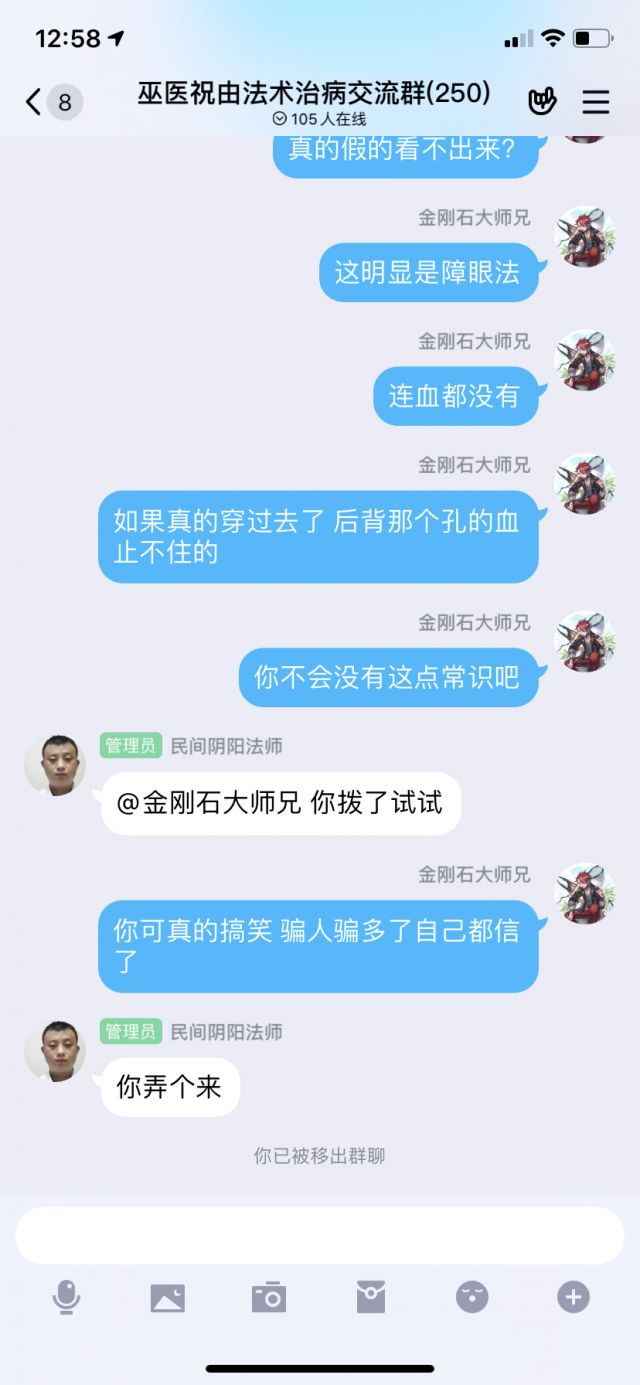 12:58
8
巫医祝由法术治病交流群(250)
105人在线
真的假的看不出来?
金刚石大师兄
这明显是障眼法
金刚石大师兄
连血都没有
金刚石大师兄
如果真的穿过去了 后背那个孔的血
止不住的
金刚石大师兄
你不会没有这点常识吧
管理员 民间阴阳法师
@金刚石大师兄 你拨了试试
金刚石大师兄
你可真的搞笑 骗人骗多了自己都信
了
管理员 民间阴阳法师
你弄个来
你已被移出群聊